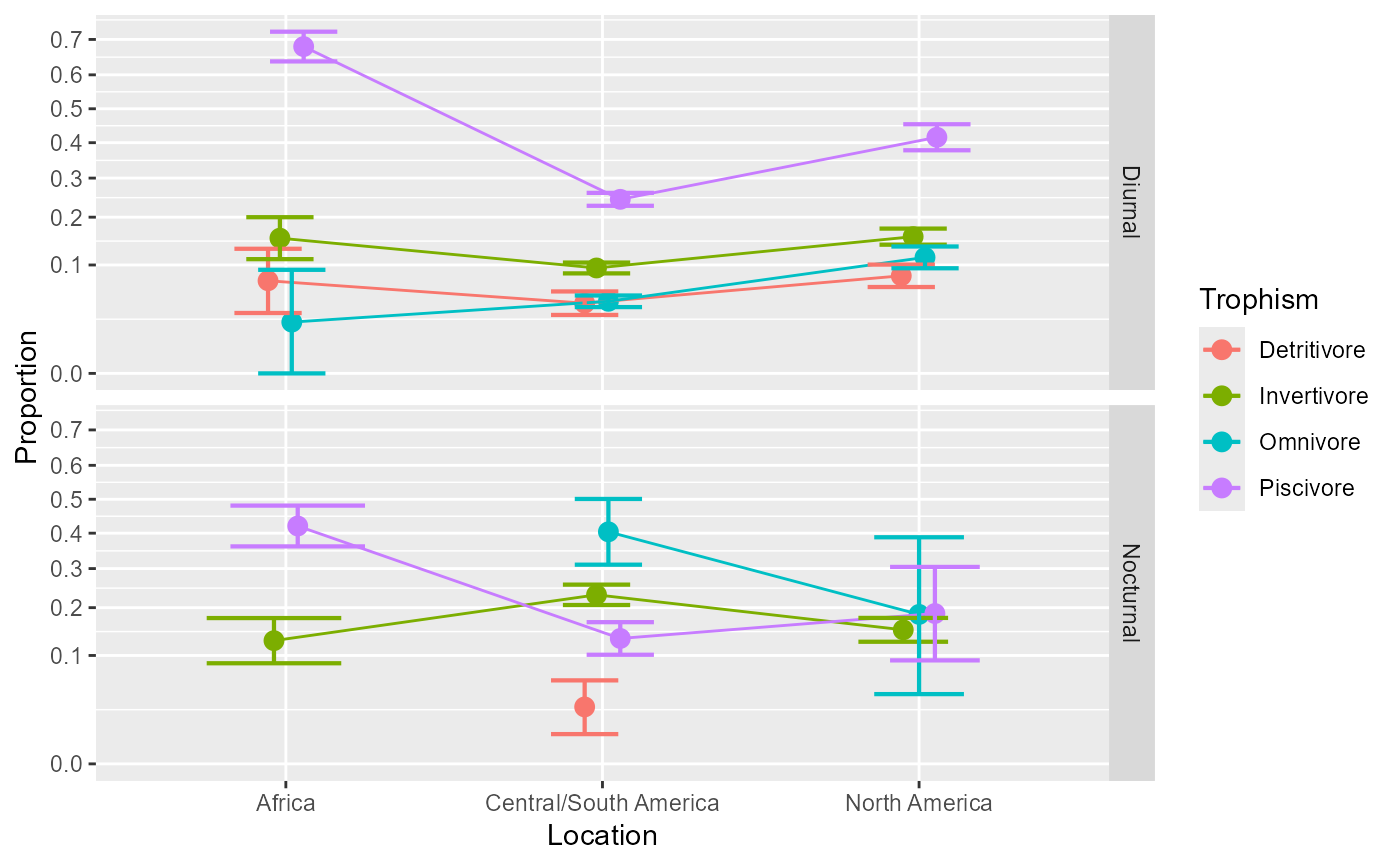 Proportion
0.7
0.6
0.5
0.4
0.3
0.2
0.1
0.0
Diurnal
0.7
0.6
0.5
0.4
0.3
0.2
0.1
0.0
Nocturnal
Africa
Central/South America
North America
Location
Trophism
Detritivore
Invertivore
Omnivore
Piscivore